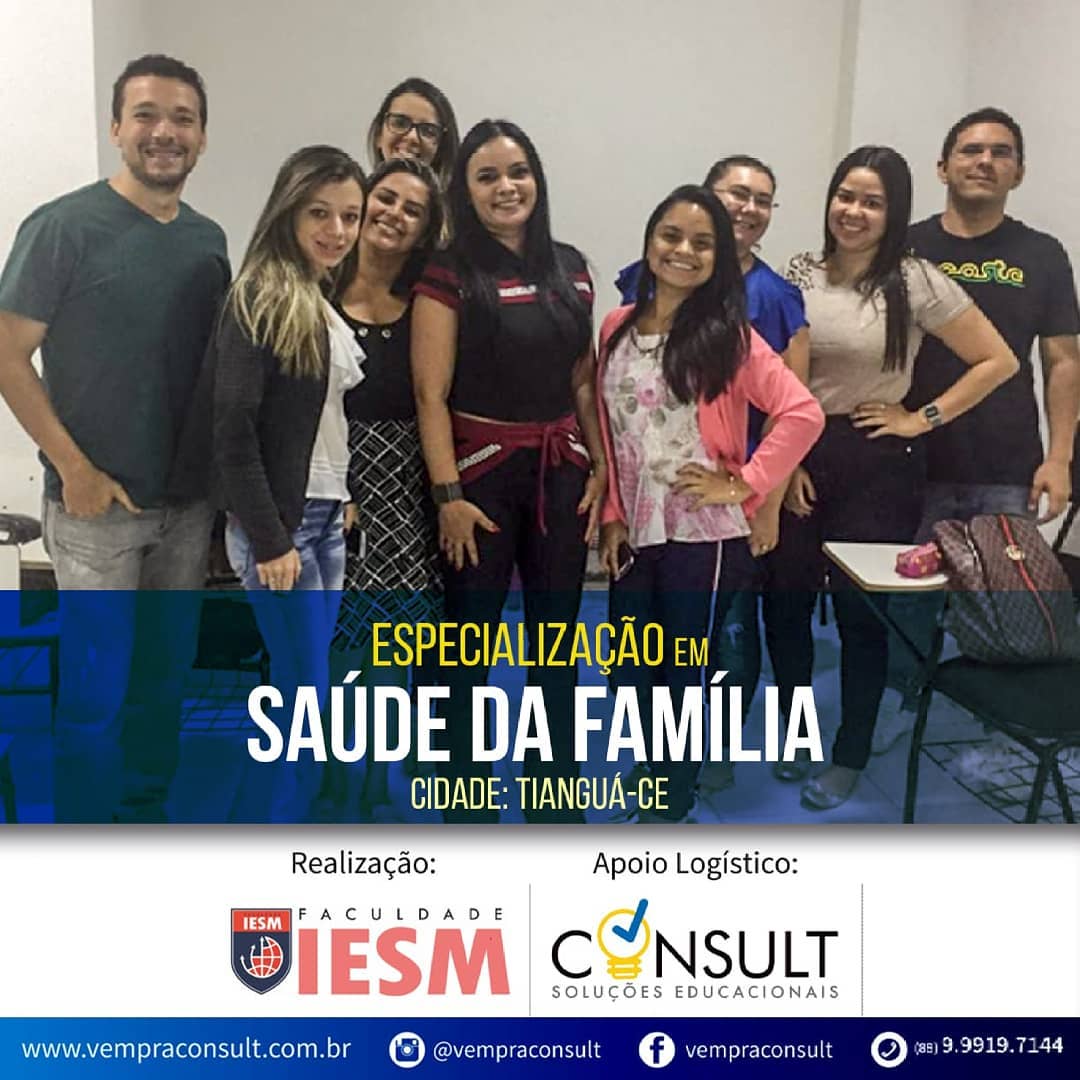 ESPECIALIZAÇÃO EM
SAÚDE DA FAMÍLIA
CIDADE: TIANGUÁ-CE
Realização:
Apoio Logístico:
IESM
FACULDADE
IESM
CONSULT
SOLUÇÕES EDUCACIONAIS
www.vempraconsult.com.br
@vempraconsult
vempraconsult
(88) 9.9919.7144